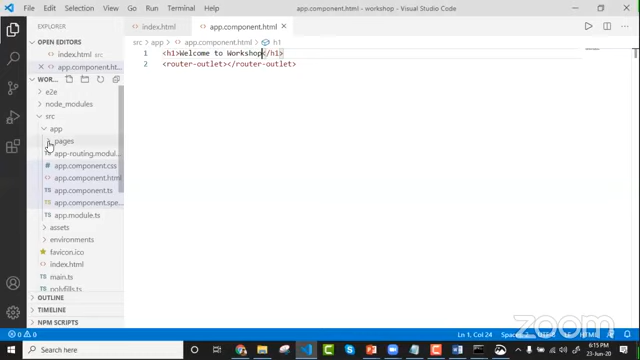 File Edit Selection View Go Run Terminal Help
app.component.html - workshop - Visual Studio Code
EXPLORER
index.html
app.component.html
OPEN EDITORS
index.html src
app.component.ht...
WOR...
e2e
node_modules
src
app
pages
app-routing.modul...
app.component.css
app.component.html
app.component.ts
app.component.spe...
app.module.ts
assets
environments
favicon.ico
index.html
main.ts
polyfills.ts
OUTLINE
TIMELINE
NPM SCRIPTS
src > app > app.component.html > h1
1 <h1>Welcome to Workshop</h1>
2 <router-outlet></router-outlet>
zoom
0 0
Ln 1, Col 24
Type here to search
6:15 PM
23-Jun-20